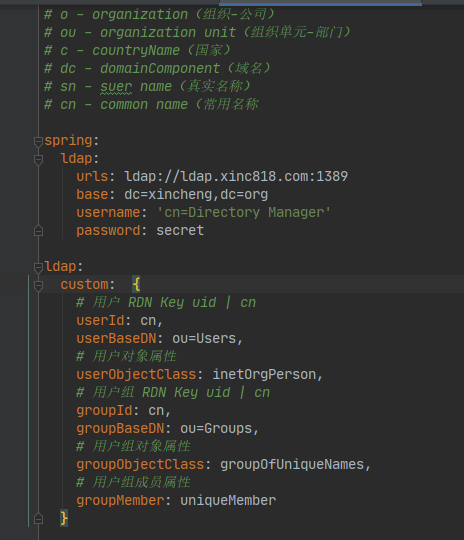 # o - organization（组织-公司）
# ou - organization unit（组织单元-部门）
# c - countryName（国家）
# dc - domainComponent（域名）
# sn - suer name（真实名称）
# cn - common name（常用名称
spring:
  ldap:
    urls: ldap://ldap.xinc818.com:1389
    base: dc=xincheng,dc=org
    username: 'cn=Directory Manager'
    password: secret
ldap:
  custom:  {
    # 用户 RDN Key uid | cn
    userId: cn,
    userBaseDN: ou=Users,
    # 用户对象属性
    userObjectClass: inetOrgPerson,
    # 用户组 RDN Key uid | cn
    groupId: cn,
    groupBaseDN: ou=Groups,
    # 用户组对象属性
    groupObjectClass: groupOfUniqueNames,
    # 用户组成员属性
    groupMember: uniqueMember
  }